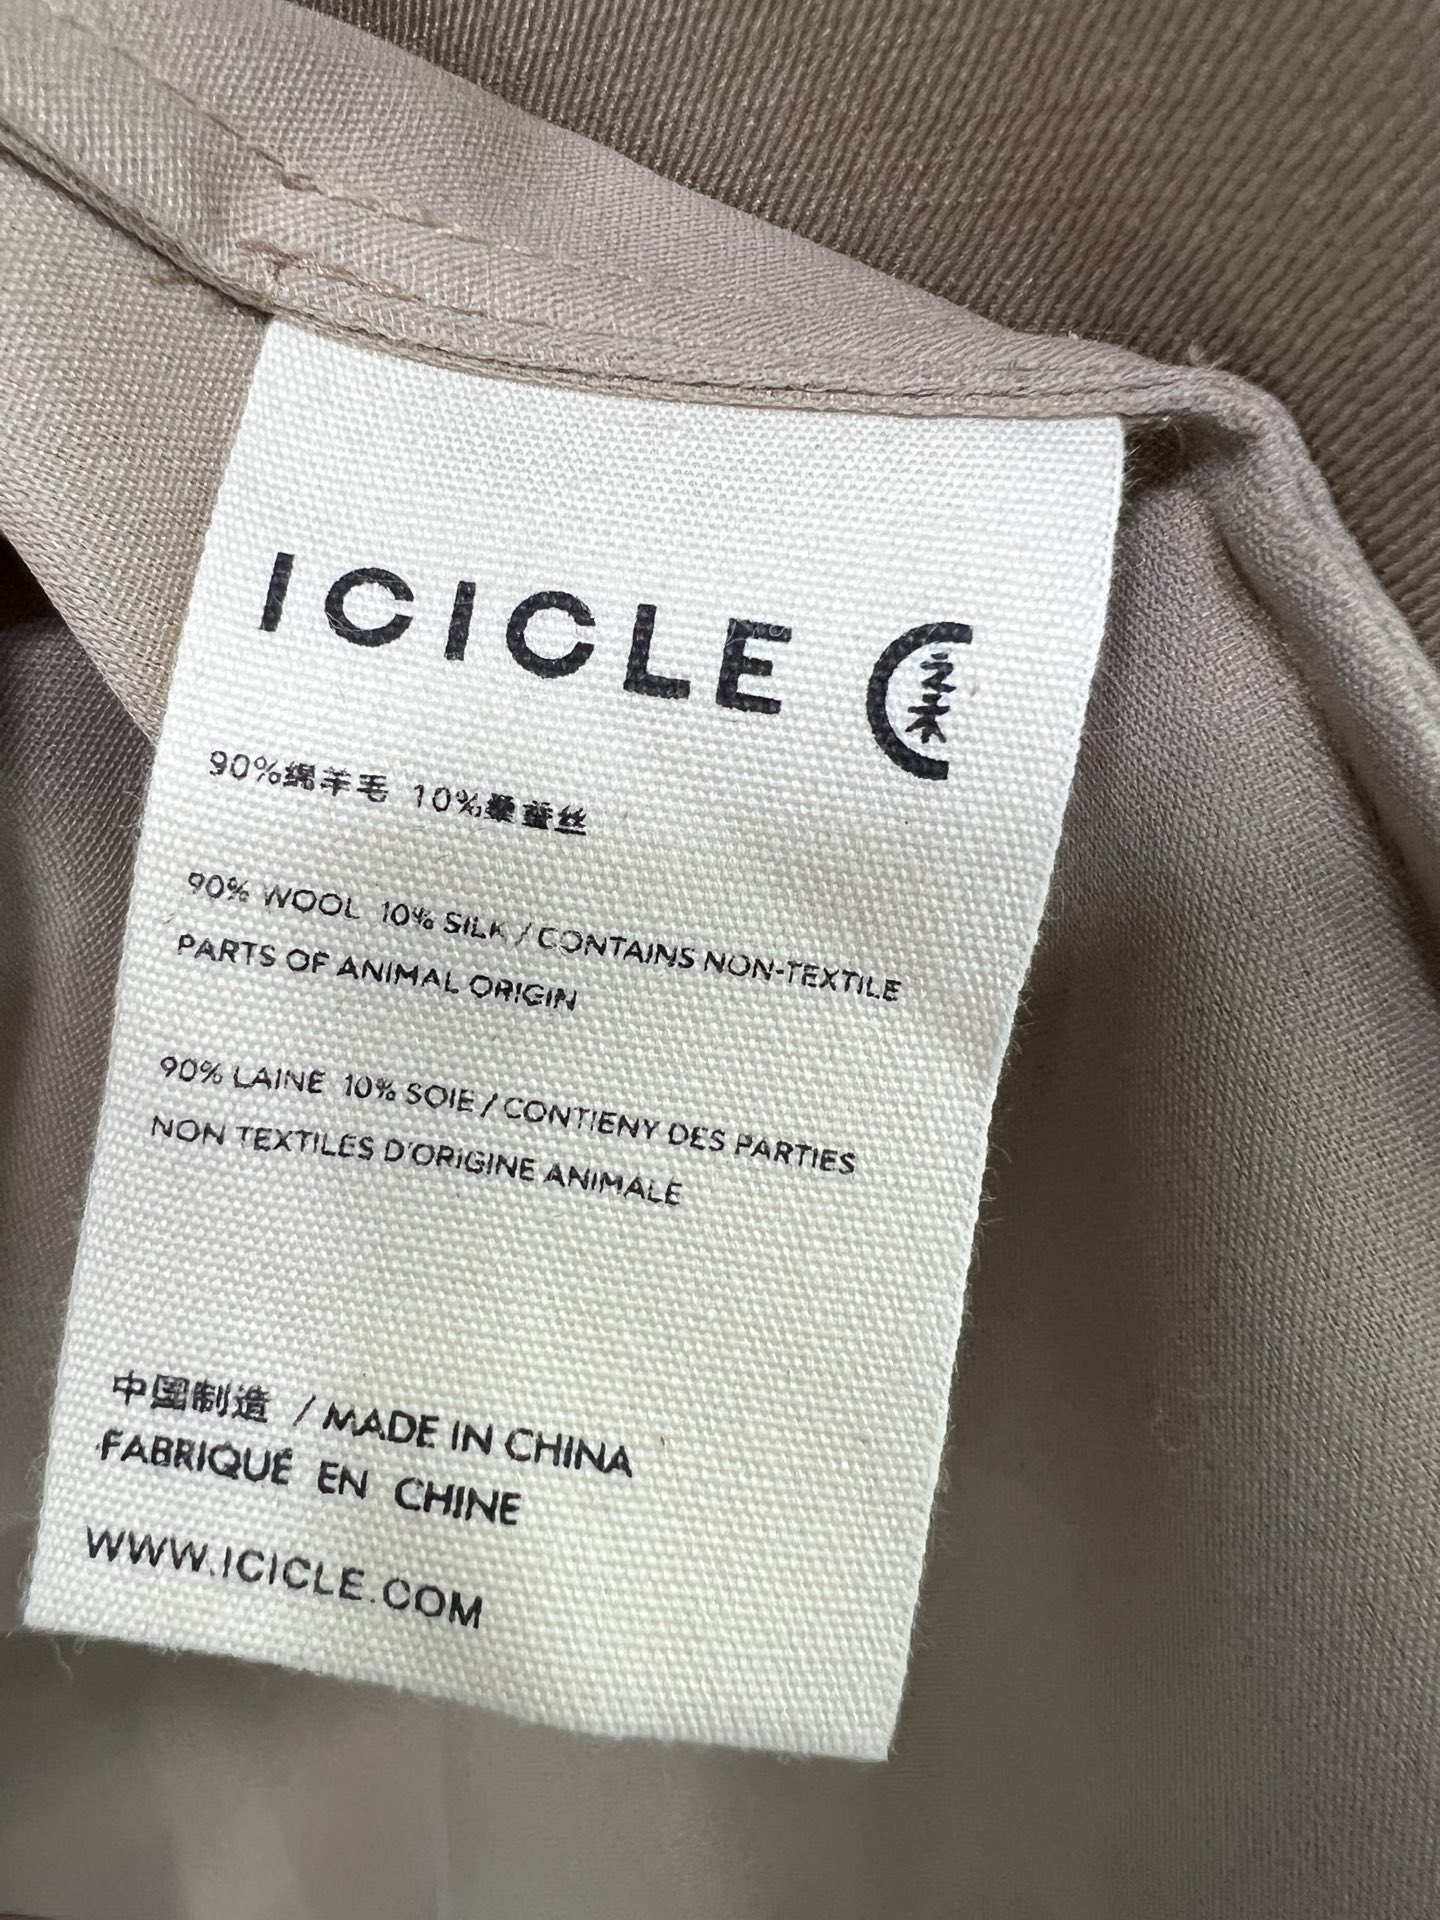 ICICLE 之禾
90%绵羊毛 10%桑蚕丝
90% WOOL 10% SILK / CONTAINS NON-TEXTILE
PARTS OF ANIMAL ORIGIN
90% LAINE 10% SOIE / CONTIENY DES PARTIES
NON TEXTILES D'ORIGINE ANIMALE
中国制造 / MADE IN CHINA
FABRIQUÉ EN CHINE
WWW.ICICLE.COM